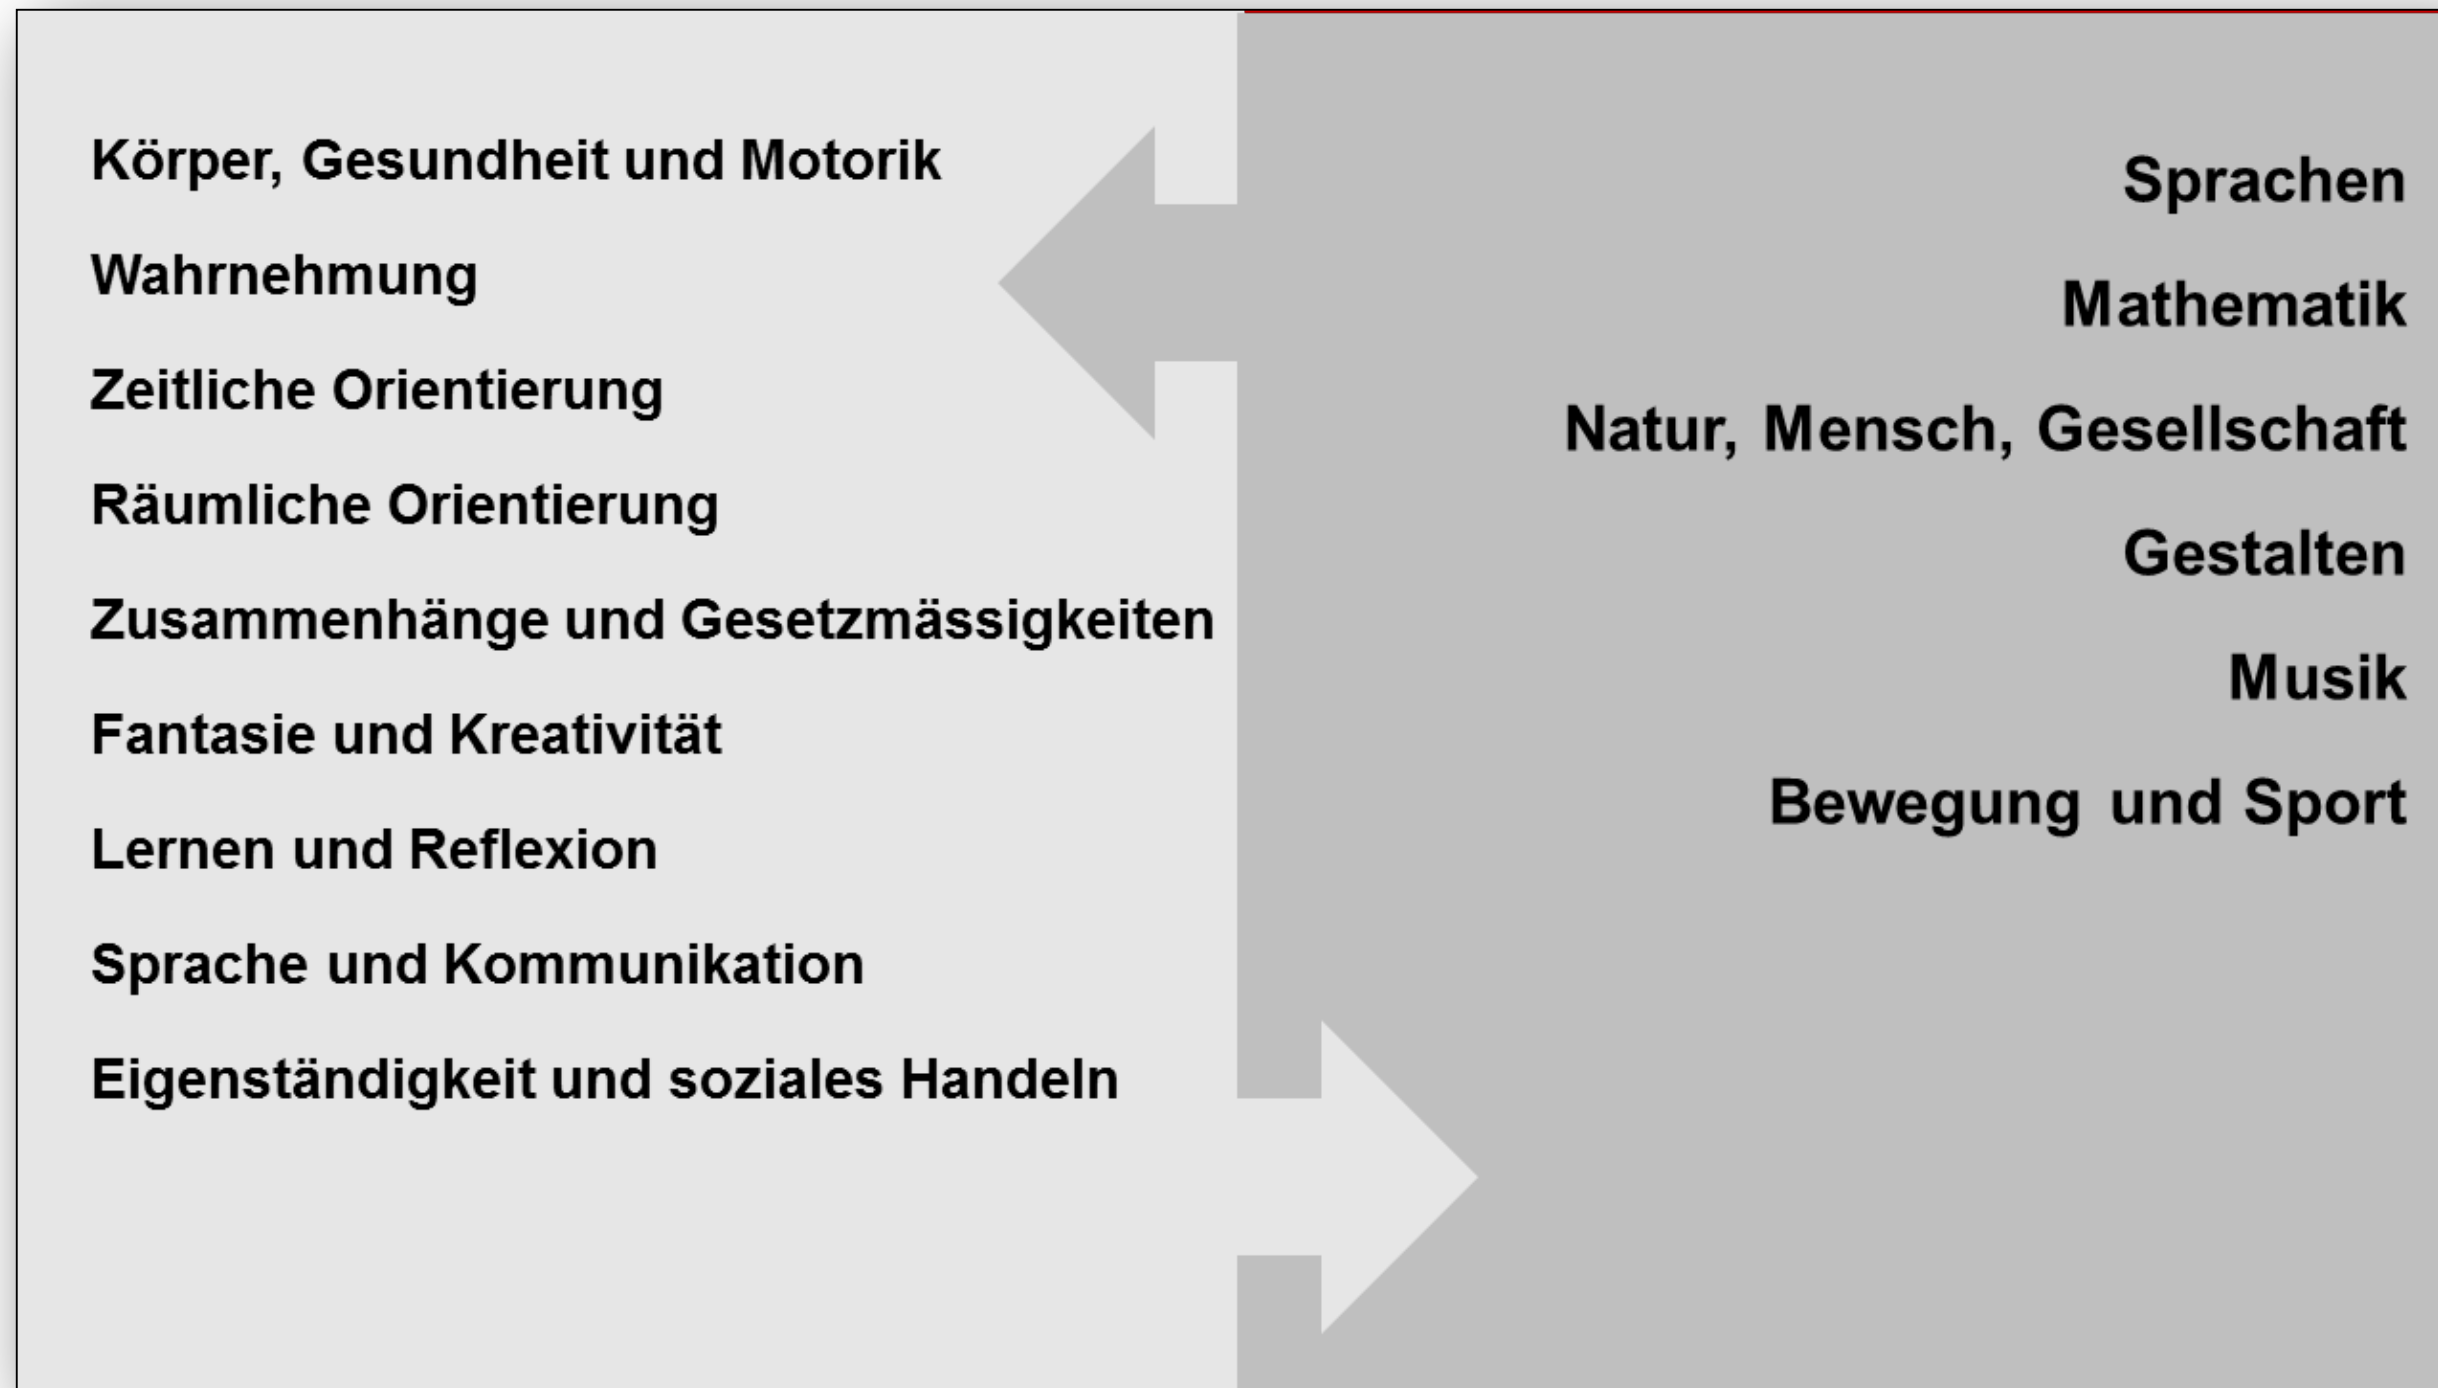 Körper, Gesundheit und Motorik
Wahrnehmung
Zeitliche Orientierung
Räumliche Orientierung
Zusammenhänge und Gesetzmässigkeiten
Fantasie und Kreativität
Lernen und Reflexion
Sprache und Kommunikation
Eigenständigkeit und soziales Handeln
Sprachen
Mathematik
Natur, Mensch, Gesellschaft
Gestalten
Musik
Bewegung und Sport